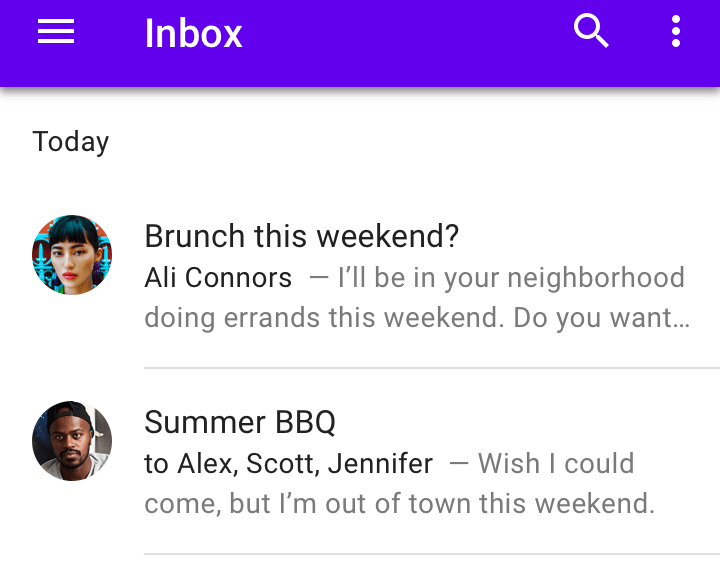 Inbox
Today
Brunch this weekend?
Ali Connors — I’ll be in your neighborhood
doing errands this weekend. Do you want…
Summer BBQ
to Alex, Scott, Jennifer — Wish I could
come, but I’m out of town this weekend.